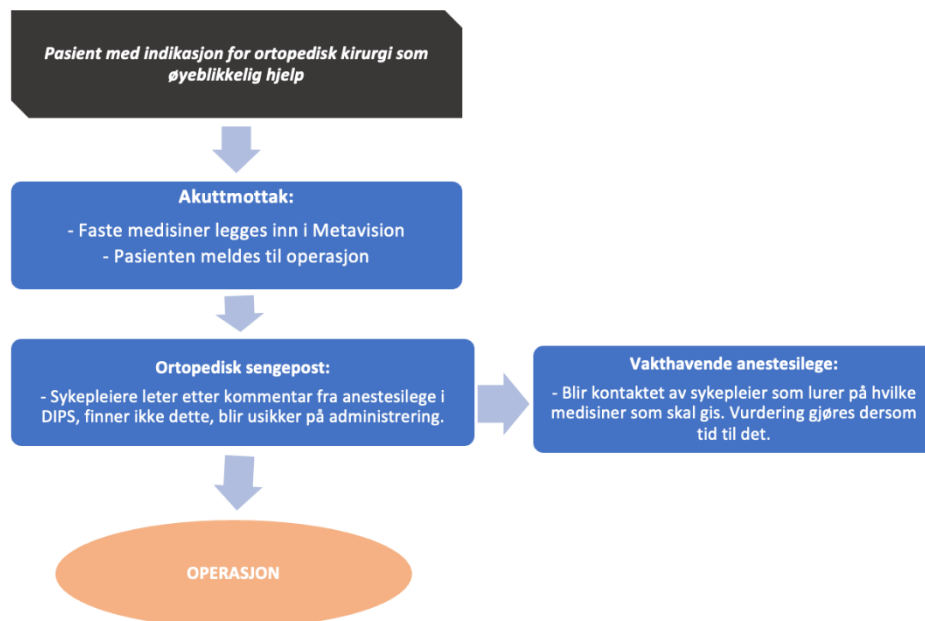 Pasient med indikasjon for ortopedisk kirurgi som
øyeblikkelig hjelp
Akuttmottak:
- Faste medisiner legges inn i Metavision
- Pasienten meldes til operasjon
Ortopedisk sengepost:
- Sykepleiere leter etter kommentar fra anestesilege i
DIPS, finner ikke dette, blir usikker på administrering.
Vakthavende anestesilege:
- Blir kontaktet av sykepleier som lurer på hvilke
medisiner som skal gis. Vurdering gjøres dersom
tid til det.
OPERASJON